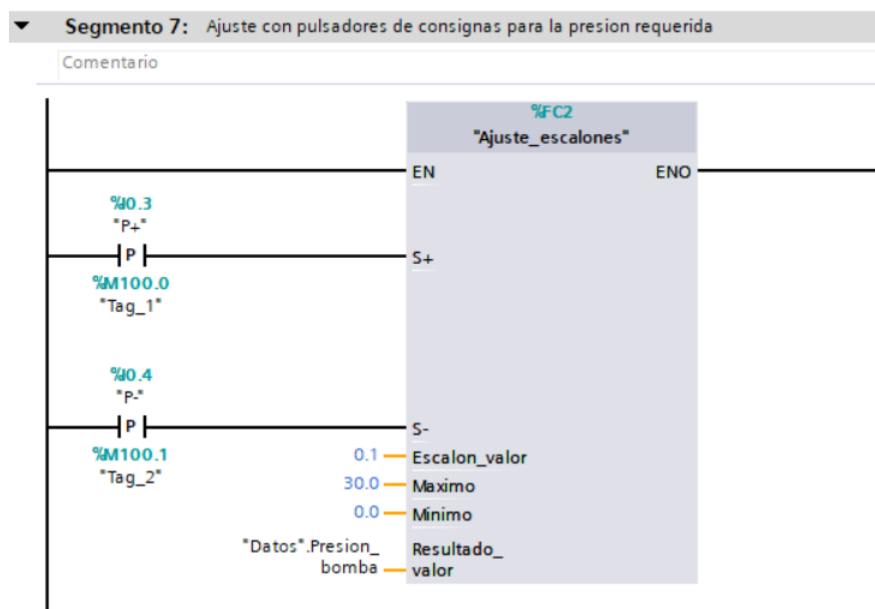 Segmento 7: Ajuste con pulsadores de consignas para la presion requerida
Comentario
%FC2
"Ajuste_escalones"
EN
ENO
%I0.3
"P+"
P
S+
%M100.0
"Tag_1"
%I0.4
"P-"
P
S-
%M100.1
"Tag_2"
0.1
Escalon_valor
30.0
Maximo
0.0
Minimo
"Datos".Presion_
bomba
Resultado_
valor